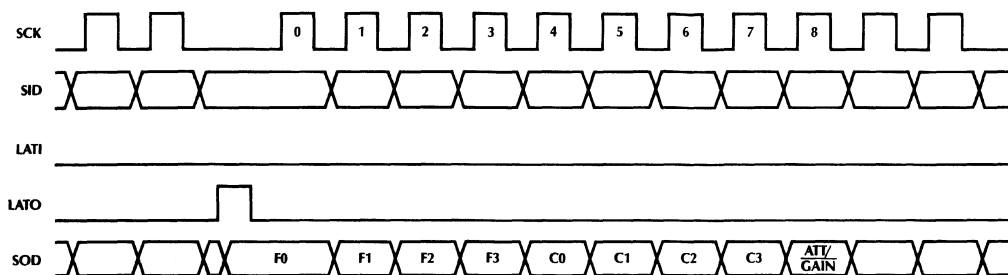 SCK 0 1 2 3 4 5 6 7 8
SID
LATI
LATO
SOD F0 F1 F2 F3 C0 C1 C2 C3 ATT/
GAIN